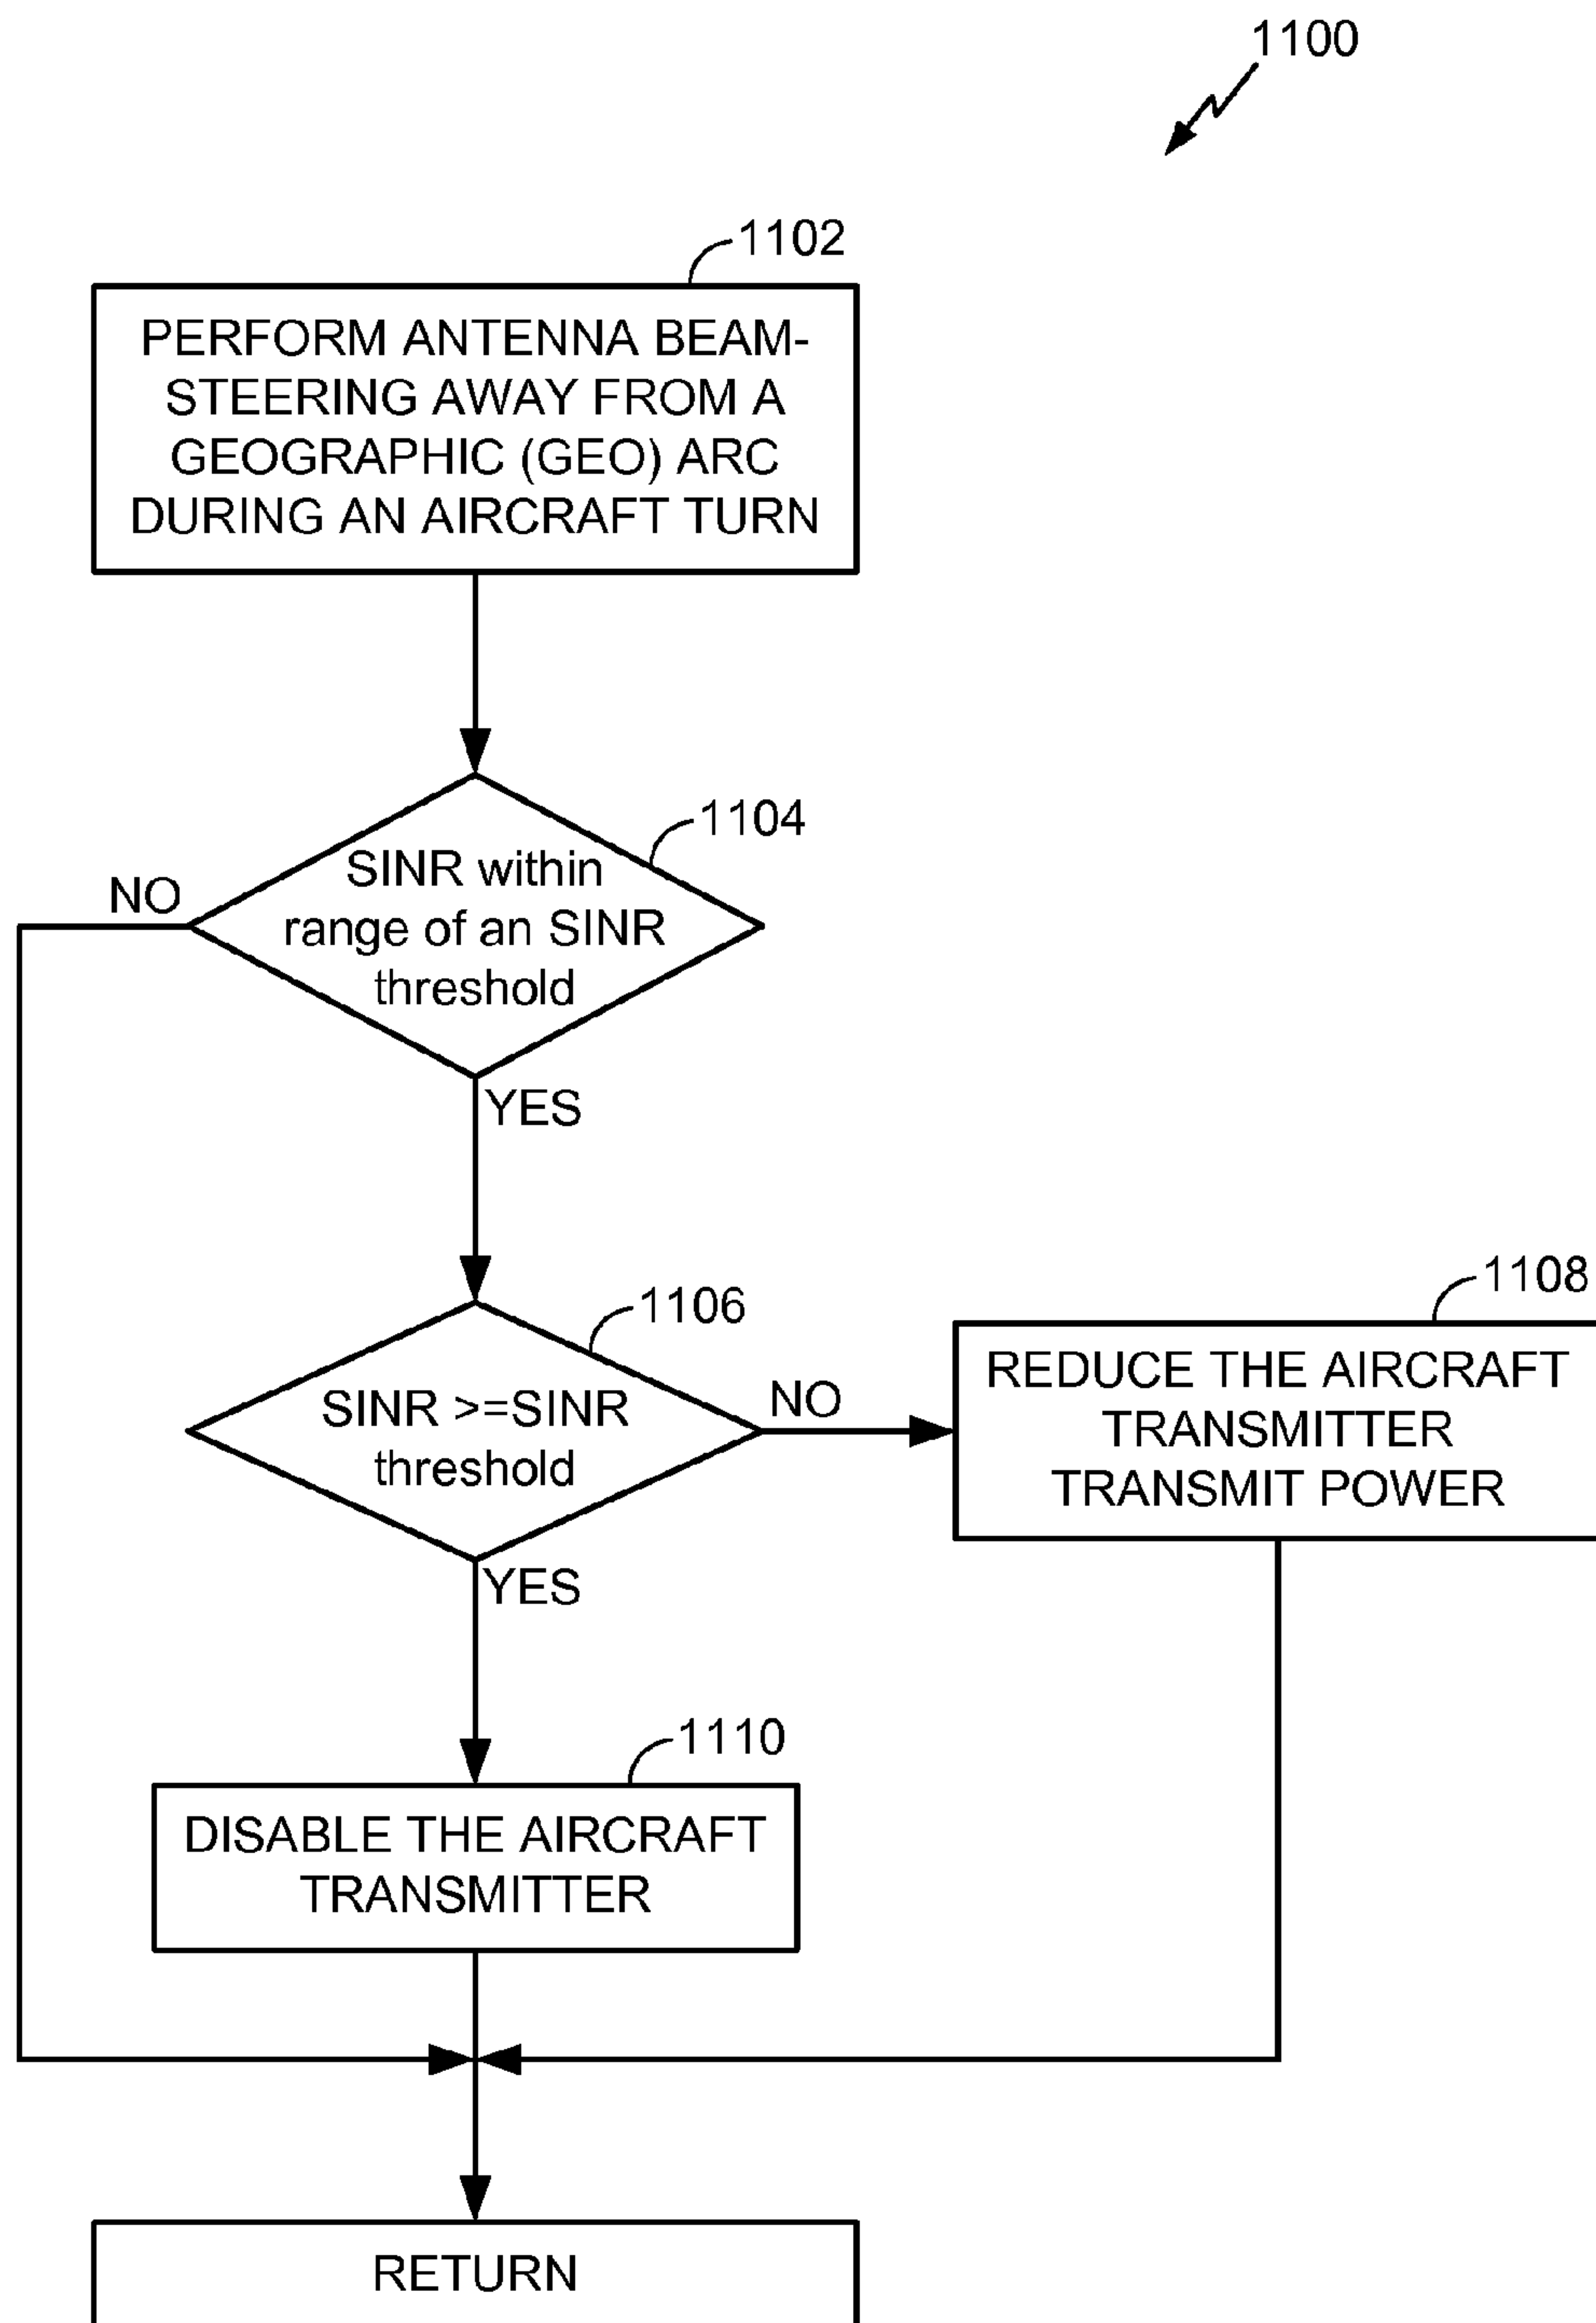 1100
1102
PERFORM ANTENNA BEAM-
STEERING AWAY FROM A
GEOGRAPHIC (GEO) ARC
DURING AN AIRCRAFT TURN
1104
NO
SINR within
range of an SINR
threshold
YES
1106
SINR >=SINR
threshold
NO
1108
REDUCE THE AIRCRAFT
TRANSMITTER
TRANSMIT POWER
YES
1110
DISABLE THE AIRCRAFT
TRANSMITTER
RETURN